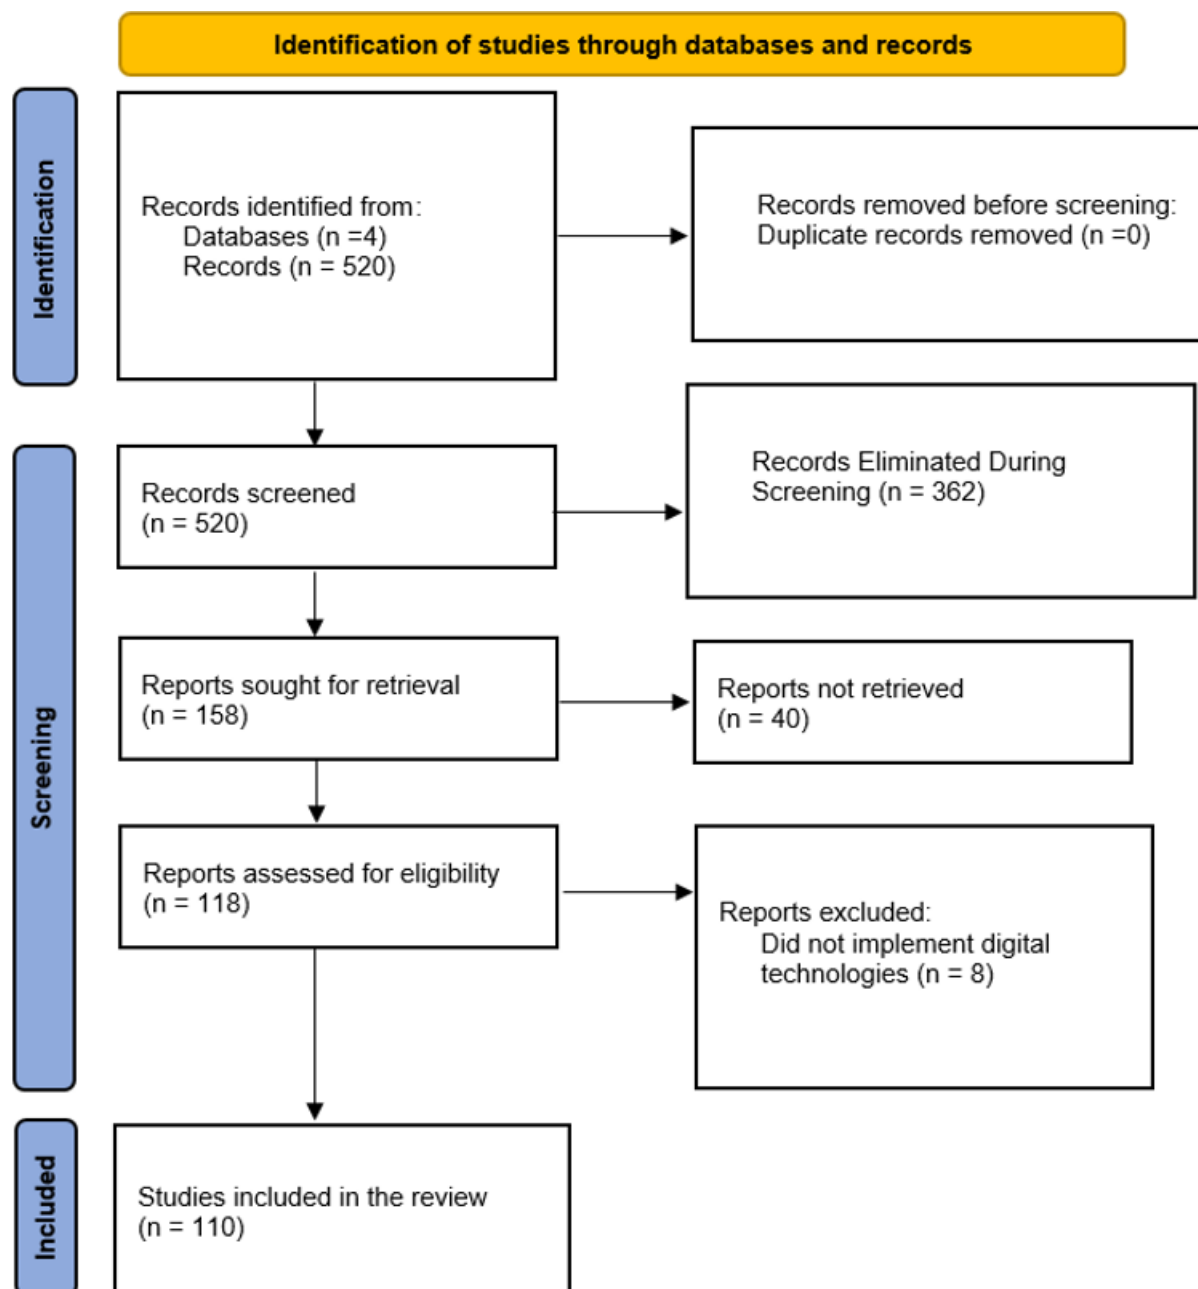 Identification of studies through databases and records
Identification
Records identified from:
Databases (n =4)
Records (n = 520)
Records removed before screening:
Duplicate records removed (n =0)
Screening
Records screened
(n = 520)
Records Eliminated During
Screening (n = 362)
Reports sought for retrieval
(n = 158)
Reports not retrieved
(n = 40)
Reports assessed for eligibility
(n = 118)
Reports excluded:
Did not implement digital
technologies (n = 8)
Included
Studies included in the review
(n = 110)